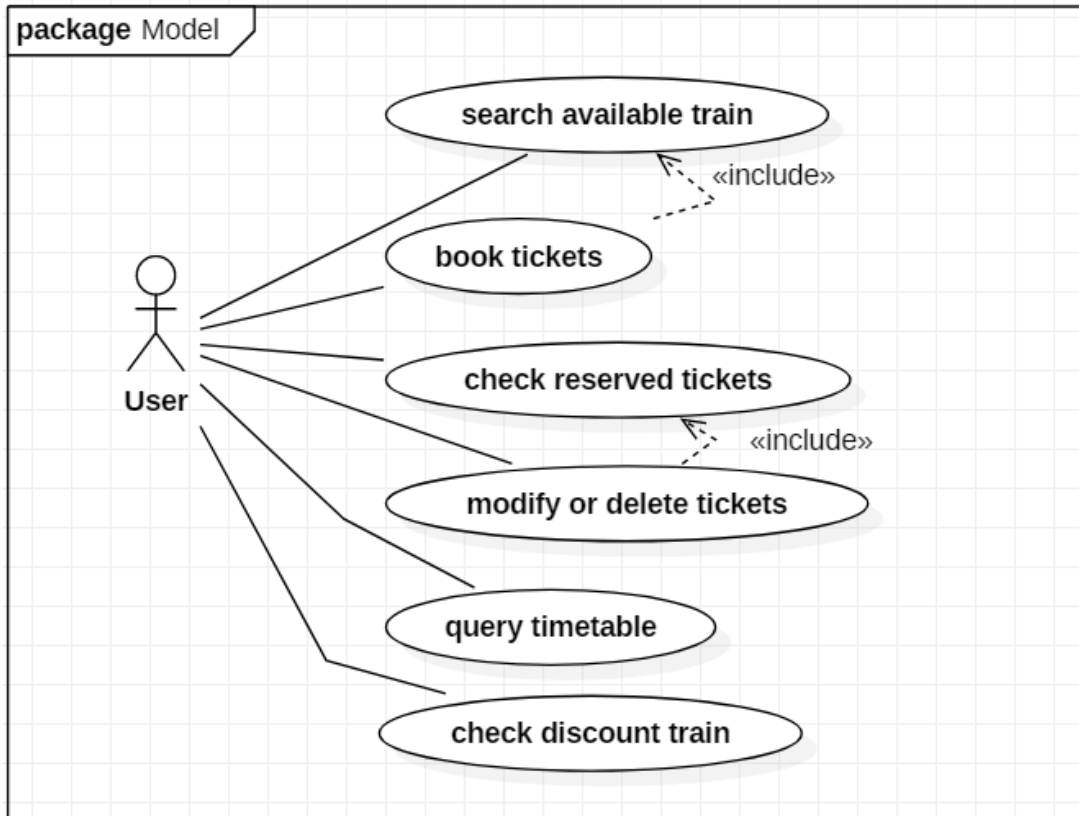 package Model
search available train
«include»
book tickets
check reserved tickets
User
«include»
modify or delete tickets
query timetable
check discount train